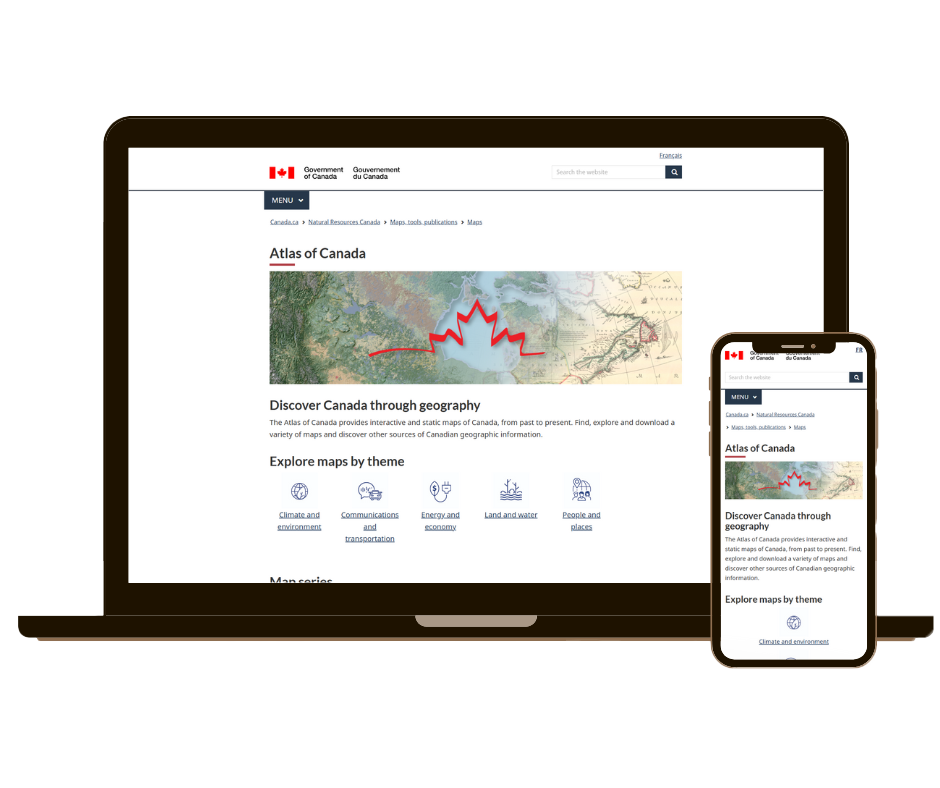 Français
Government of Canada
Gouvernement du Canada
Search the website
MENU
Canada.ca > Natural Resources Canada > Maps, tools, publications > Maps
Atlas of Canada
Discover Canada through geography
The Atlas of Canada provides interactive and static maps of Canada, from past to present. Find, explore and download a
variety of maps and discover other sources of Canadian geographic information.
Explore maps by theme
Climate and
environment
Communications
and
transportation
Energy and
economy
Land and water
People and
places
Map series
FR
Government
of Canada
Gouvernement
du Canada
Search the website
MENU
Canada.ca > Natural Resources Canada
> Maps, tools, publications > Maps
Atlas of Canada
Discover Canada through
geography
The Atlas of Canada provides interactive and
static maps of Canada, from past to present. Find,
explore and download a variety of maps and
discover other sources of Canadian geographic
information.
Explore maps by theme
Climate and environment